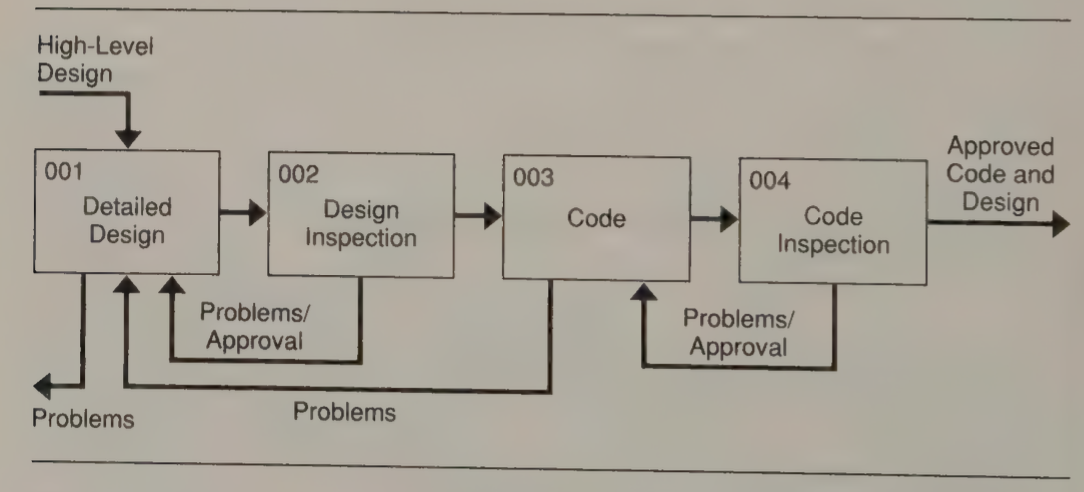 High-Level
Design
001
Detailed
Design
002
Design
Inspection
003
Code
004
Code
Inspection
Approved
Code and
Design
Problems/
Approval
Problems/
Approval
Problems
Problems